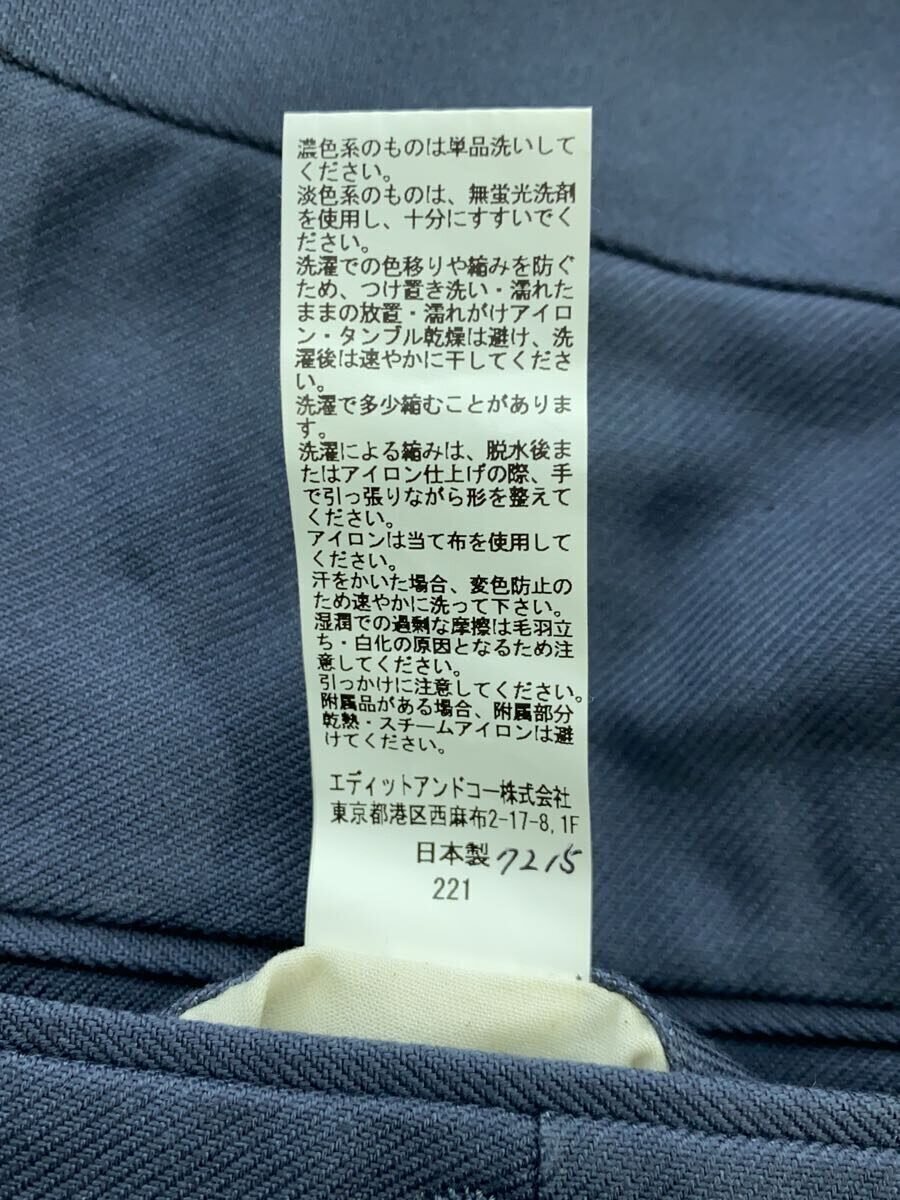 濃色系のものは単品洗いして
ください。
淡色系のものは、無蛍光洗剤
を使用し、十分にすすいでく
ださい。
洗濯での色移りや縮みを防ぐ
ため、つけ置き洗い・濡れた
ままの放置・濡れがけアイロ
ン・タンブル乾燥は避け、洗
濯後は速やかに干してくださ
い。
洗濯で多少縮むことがありま
す。
洗濯による縮みは、脱水後ま
たはアイロン仕上げの際、手
で引っ張りながら形を整えて
ください。
アイロンは当て布を使用して
ください。
汗をかいた場合、変色防止の
ため速やかに洗って下さい。
湿潤での過剰な摩擦は毛羽立
ち・白化の原因となるため注
意してください。
引っかけに注意してください。
附属品がある場合、附属部分
乾熱・スチームアイロンは避
けてください。
エディットアンドコー株式会社
東京都港区西麻布2-17-8,1F
日本製 7215
221